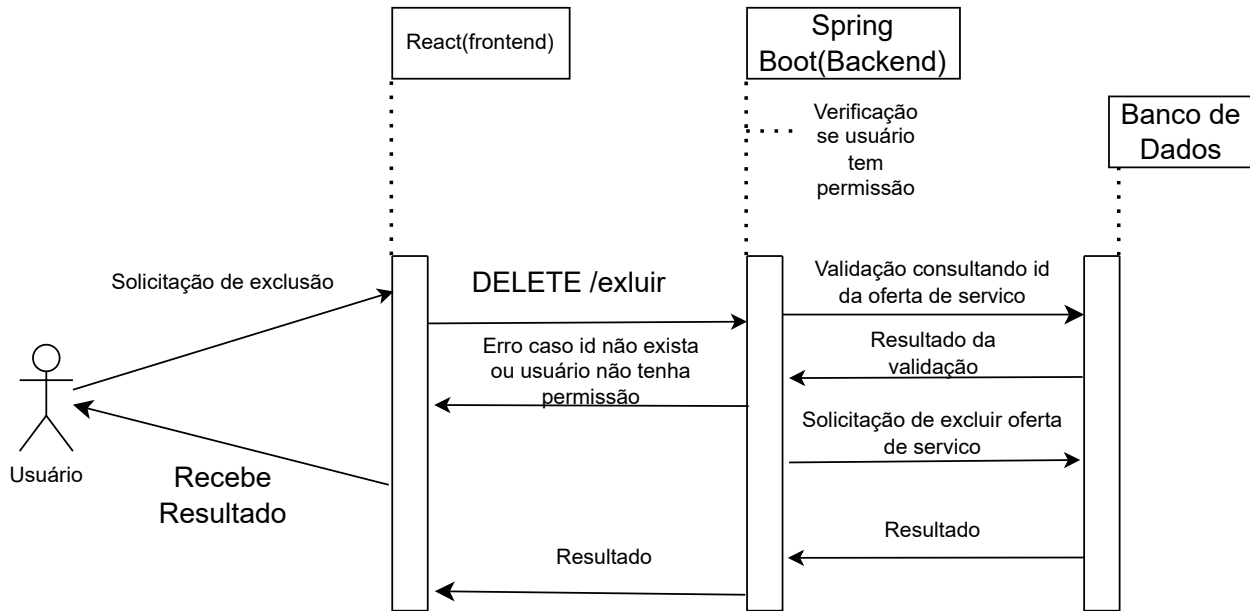 React(frontend)
Spring
Boot(Backend)
Verificação
se usuário
tem
permissão
Banco de
Dados
Solicitação de exclusão
DELETE /exluir
Validação consultando id
da oferta de servico
Erro caso id não exista
ou usuário não tenha
permissão
Resultado da
validação
Solicitação de excluir oferta
de servico
Usuário
Recebe
Resultado
Resultado
Resultado